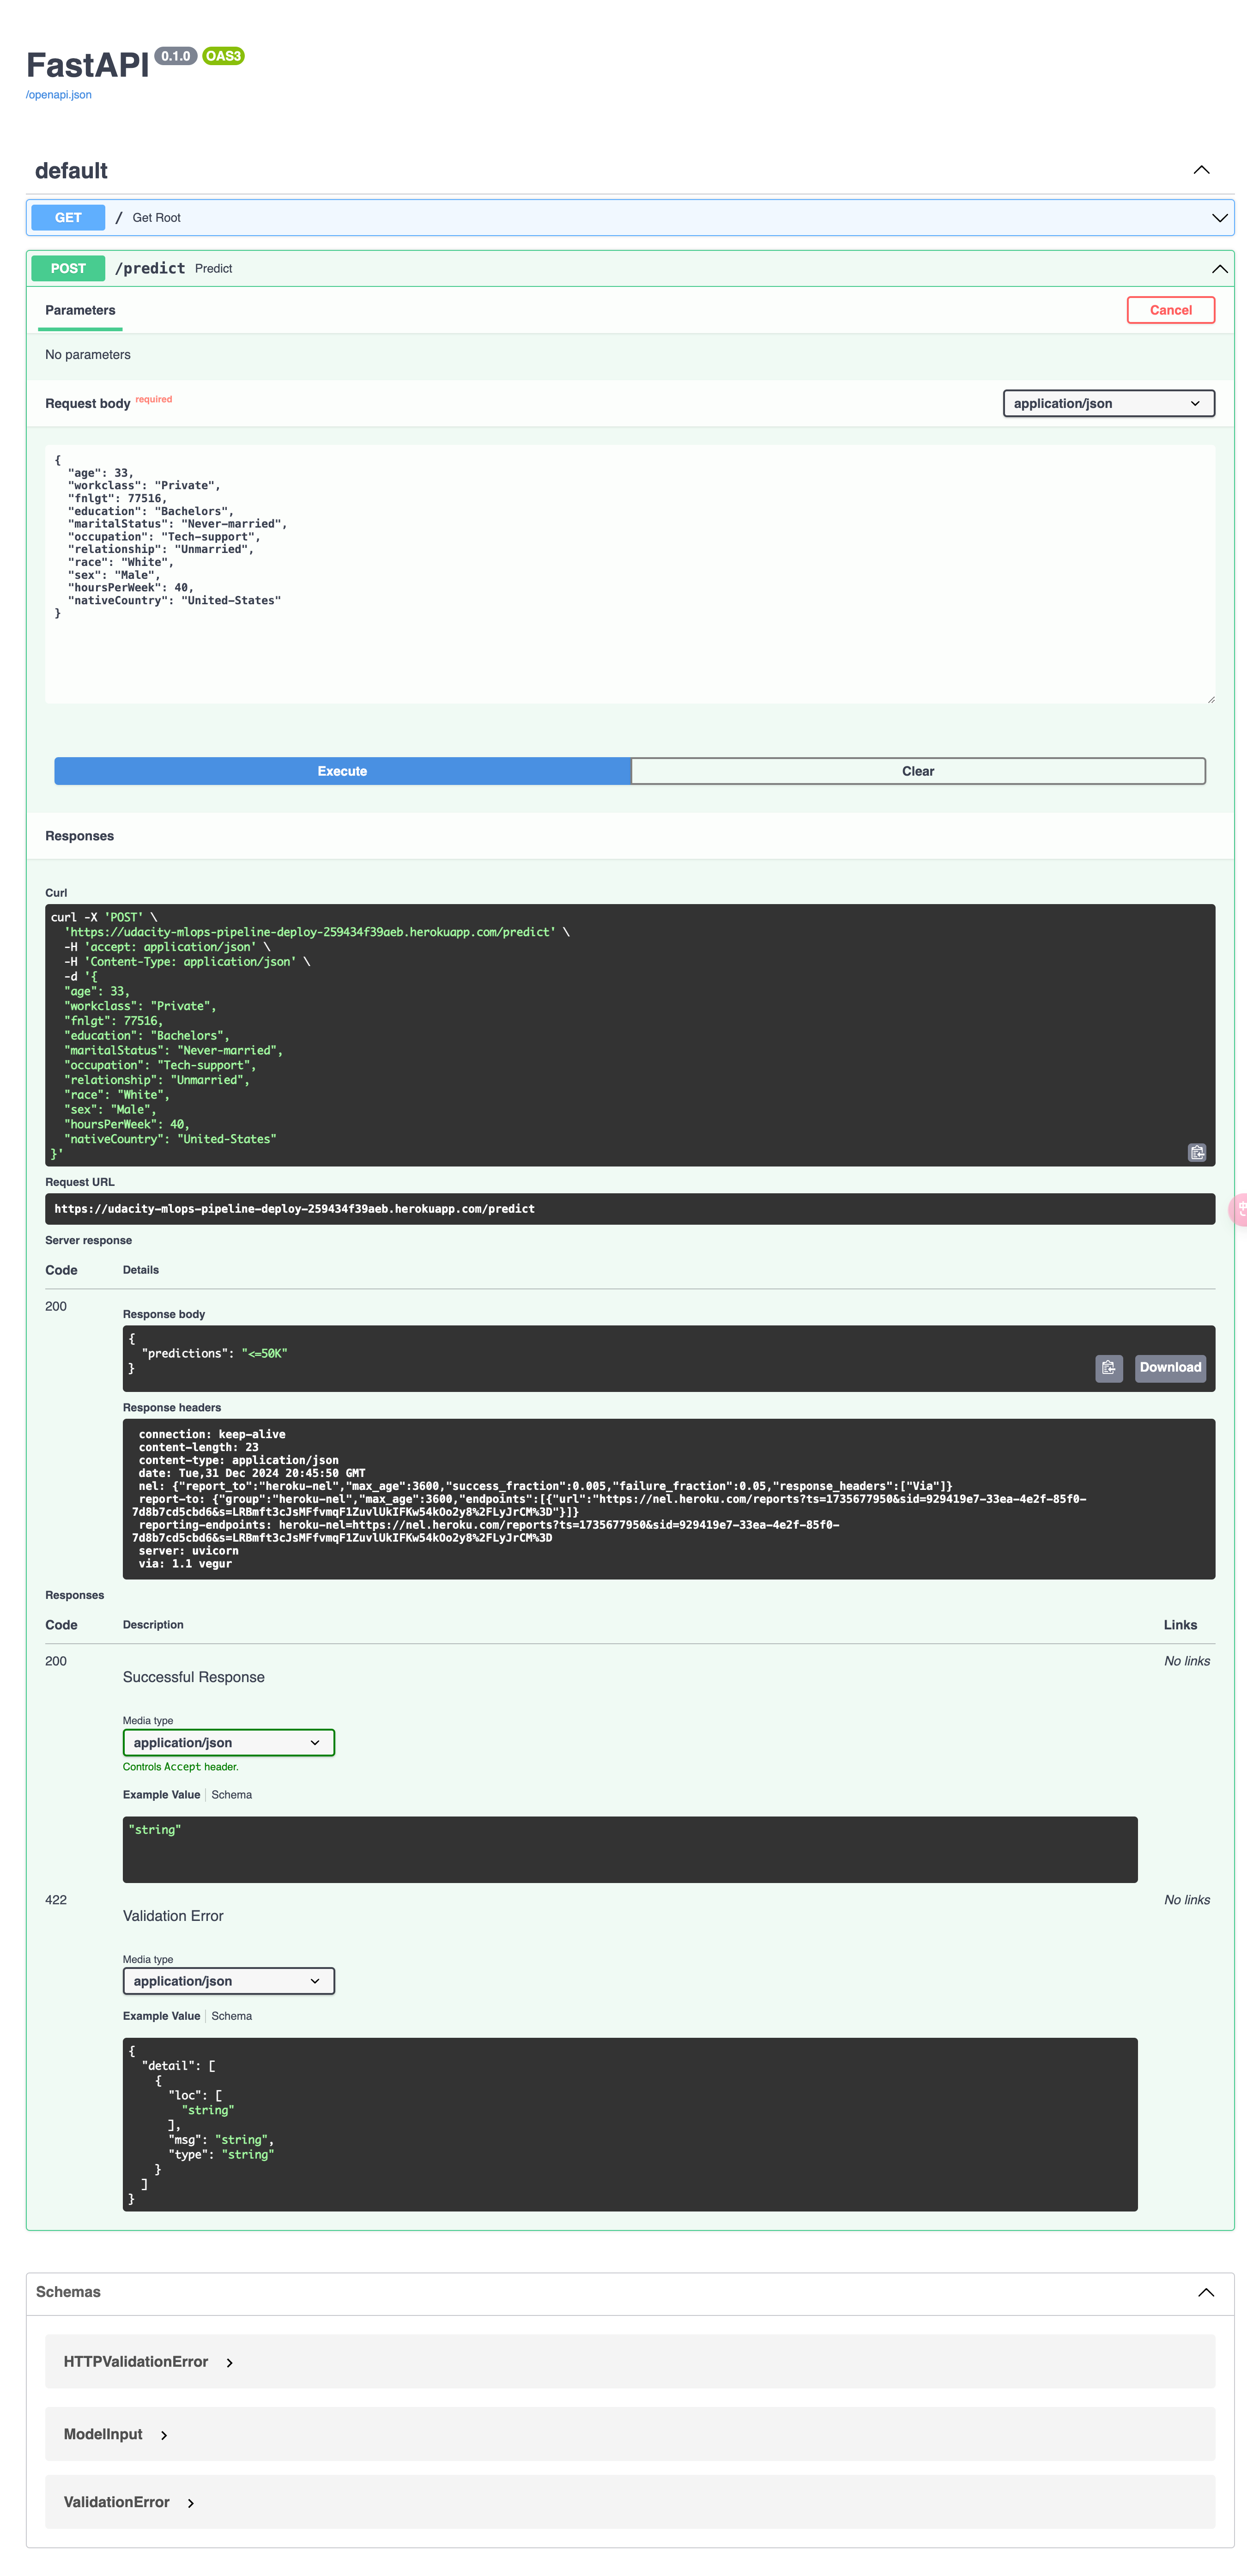 FastAPI 0.1.0 OAS3
/openapi.json
default
GET / Get Root
POST /predict Predict
Parameters Cancel
No parameters
Request body required application/json
{
"age": 33,
"workclass": "Private",
"fnlgt": 77516,
"education": "Bachelors",
"maritalStatus": "Never-married",
"occupation": "Tech-support",
"relationship": "Unmarried",
"race": "White",
"sex": "Male",
"hoursPerWeek": 40,
"nativeCountry": "United-States"
}
Execute Clear
Responses
Curl
curl -X 'POST' \
'https://udacity-mlops-pipeline-deploy-259434f39aeb.herokuapp.com/predict' \
-H 'accept: application/json' \
-H 'Content-Type: application/json' \
-d '{
"age": 33,
"workclass": "Private",
"fnlgt": 77516,
"education": "Bachelors",
"maritalStatus": "Never-married",
"occupation": "Tech-support",
"relationship": "Unmarried",
"race": "White",
"sex": "Male",
"hoursPerWeek": 40,
"nativeCountry": "United-States"
}'
Request URL
https://udacity-mlops-pipeline-deploy-259434f39aeb.herokuapp.com/predict
Server response
Code Details
200
Response body
{
"predictions": "<=50K"
}
Download
Response headers
connection: keep-alive
content-length: 23
content-type: application/json
date: Tue,31 Dec 2024 20:45:50 GMT
nel: {"report_to":"heroku-nel","max_age":3600,"success_fraction":0.005,"failure_fraction":0.05,"response_headers":["Via"]}
report-to: {"group":"heroku-nel","max_age":3600,"endpoints":[{"url":"https://nel.heroku.com/reports?ts=1735677950&sid=929419e7-33ea-4e2f-85f0-
7d8b7cd5cbd6&s=LRBmft3cJsMFfvmqF1ZuvlUkIFKw54kOo2y8%2FLyJrCM%3D"}]}
reporting-endpoints: heroku-nel=https://nel.heroku.com/reports?ts=1735677950&sid=929419e7-33ea-4e2f-85f0-
7d8b7cd5cbd6&s=LRBmft3cJsMFfvmqF1ZuvlUkIFKw54kOo2y8%2FLyJrCM%3D
server: uvicorn
via: 1.1 vegur
Responses
Code Description Links
200 No links
Successful Response
Media type
application/json
Controls Accept header.
Example Value Schema
"string"
422 No links
Validation Error
Media type
application/json
Example Value Schema
{
"detail": [
{
"loc": [
"string"
],
"msg": "string",
"type": "string"
}
]
}
Schemas
HTTPValidationError
ModelInput
ValidationError